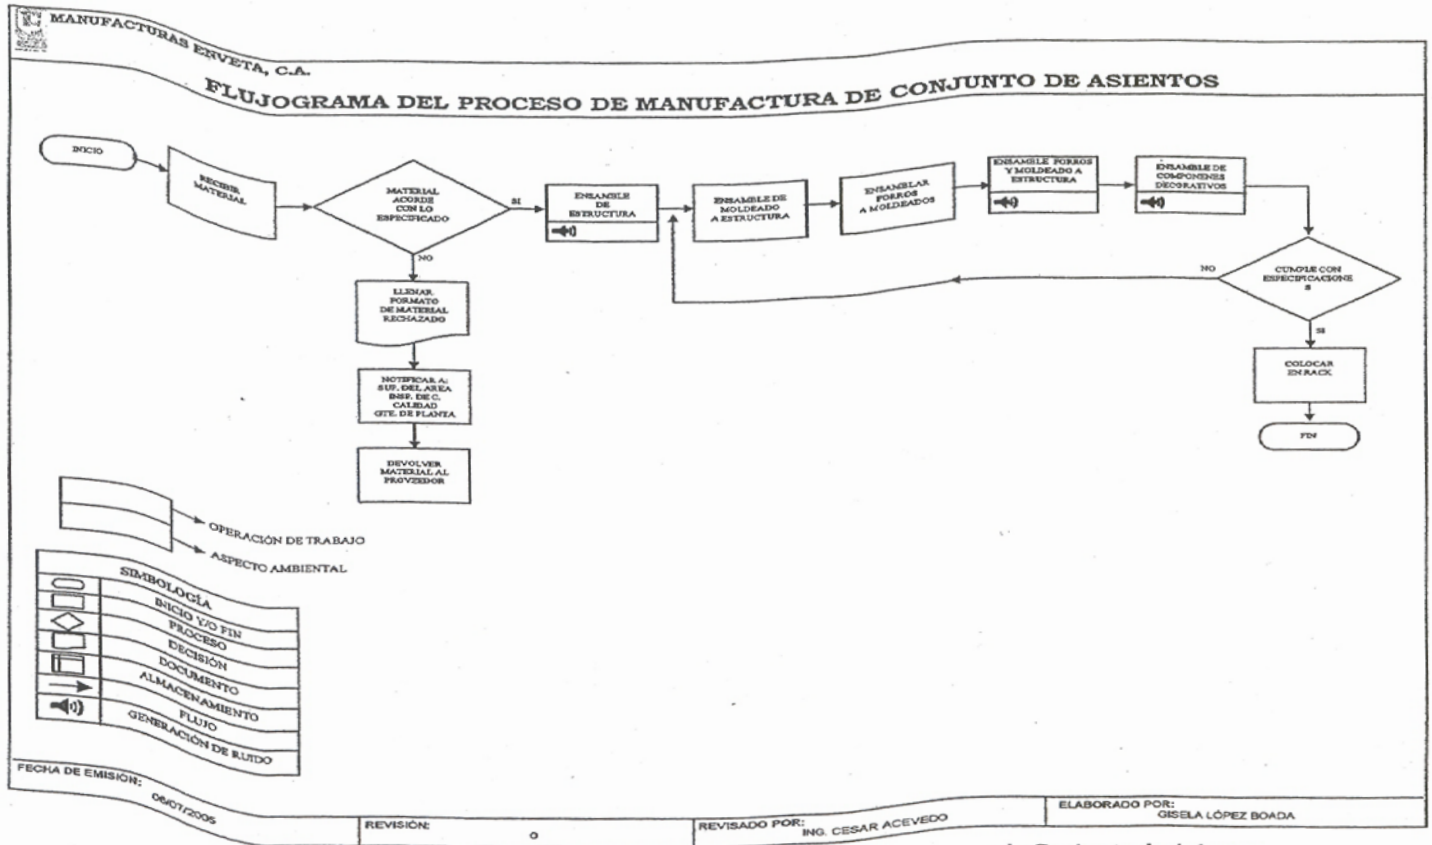 MANUFACTURAS ENVETA, C.A.
FLUJOGRAMA DEL PROCESO DE MANUFACTURA DE CONJUNTO DE ASIENTOS
INICIO
RECIBIR
MATERIAL
MATERIAL
ACORDE
CON LO
ESPECIFICADO
SI
ENSAMBLE
DE
ESTRUCTURA
ENSAMBLE DE
MOLDEADO
A ESTRUCTURA
ENSAMBLAR
FORROS
A MOLDEADOS
ENSAMBLE FORROS
Y MOLDEADO A
ESTRUCTURA
ENSAMBLE DE
COMPONENES
DECORATIVOS
NO
LLENAR
FORMATO
DE MATERIAL
RECHAZADO
NOTIFICAR A:
SUP. DEL AREA
INSP. DE C.
CALIDAD
GTE. DE PLANTA
DEVOLVER
MATERIAL AL
PROVEEDOR
NO
CUMPLE CON
ESPECIFICACIONE
S
SI
COLOCAR
EN RACK
FIN
OPERACIÓN DE TRABAJO
ASPECTO AMBIENTAL
SIMBOLOGÍA
INICIO Y/O FIN
PROCESO
DECISIÓN
DOCUMENTO
ALMACENAMIENTO
FLUJO
GENERACIÓN DE RUIDO
FECHA DE EMISIÓN:
06/07/2005
REVISIÓN:
0
REVISADO POR:
ING. CESAR ACEVEDO
ELABORADO POR:
GISELA LÓPEZ BOADA